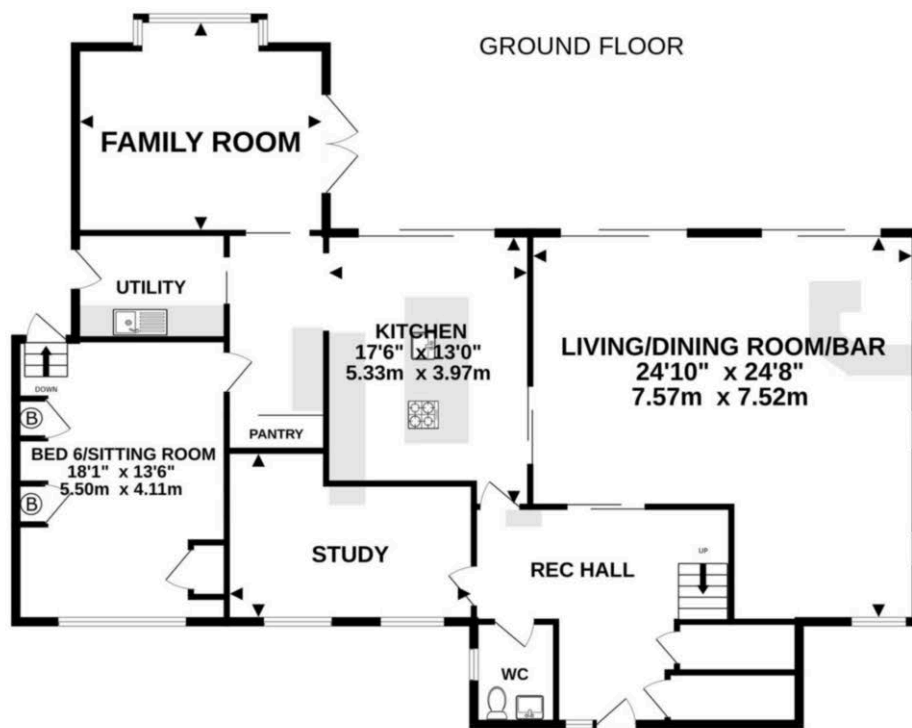 GROUND FLOOR
FAMILY ROOM
UTILITY
KITCHEN
17'6" x 13'0"
5.33m x 3.97m
LIVING/DINING ROOM/BAR
24'10" x 24'8"
7.57m x 7.52m
DOWN
B
PANTRY
BED 6/SITTING ROOM
18'1" x 13'6"
5.50m x 4.11m
B
STUDY
REC HALL
UP
WC